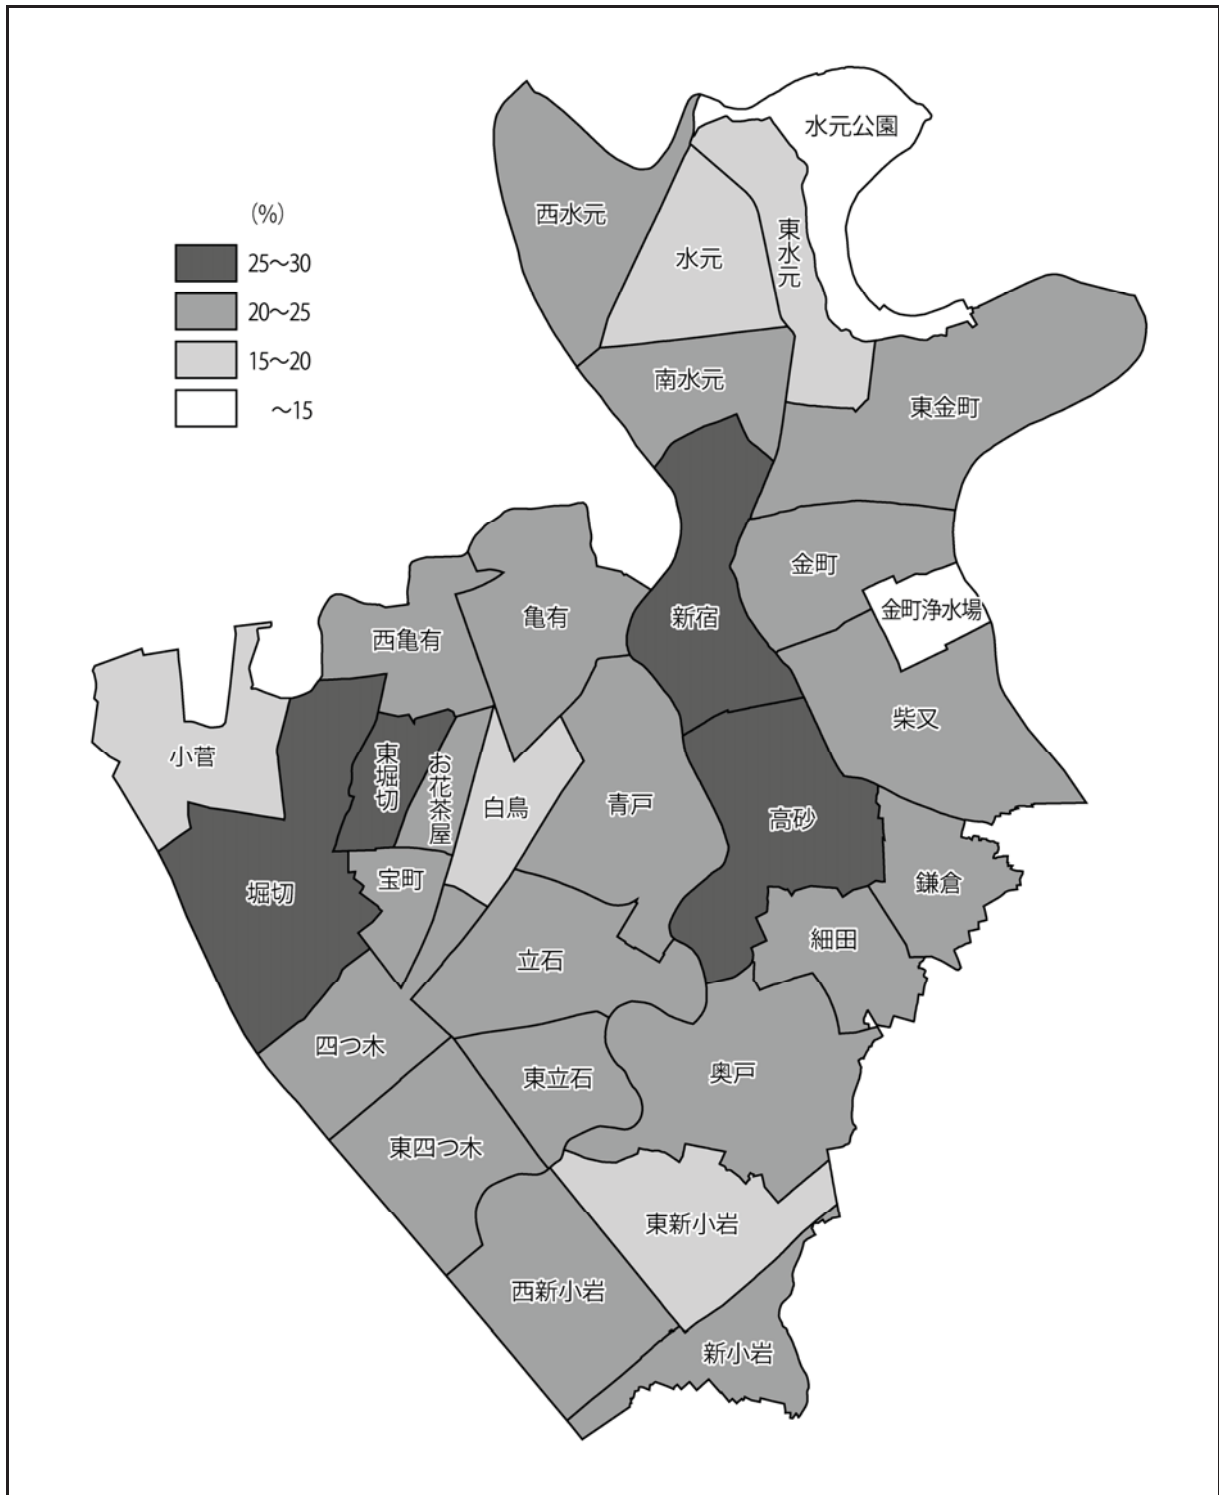 水元公園
西水元
(%)
東水元
水元
25～30
20～25
15～20
～15
南水元
東金町
金町
金町浄水場
新宿
亀有
西亀有
柴又
小菅
東堀切
お花茶屋
白鳥
青戸
高砂
堀切
宝町
鎌倉
細田
立石
四つ木
東立石
奥戸
東四つ木
東新小岩
西新小岩
新小岩